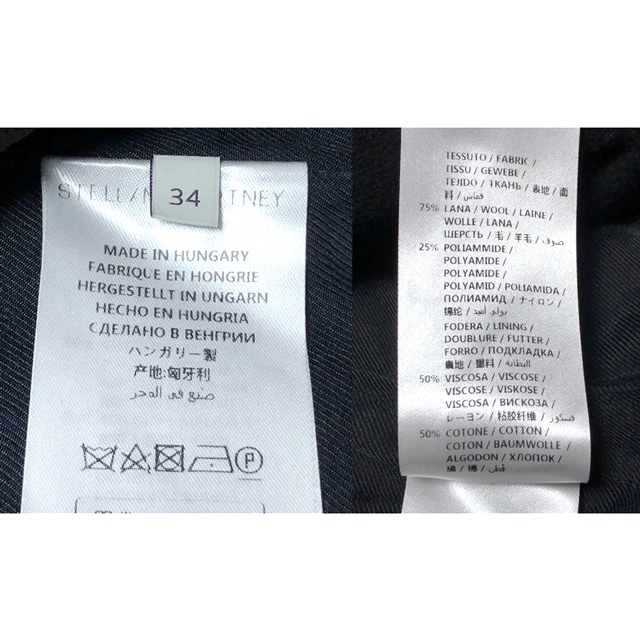 34
STELLA McCARTNEY
MADE IN HUNGARY
FABRIQUE EN HONGRIE
HERGESTELLT IN UNGARN
HECHO EN HUNGRIA
СДЕЛАНО В ВЕНГРИИ
ハンガリー製
产地:匈牙利
صنع في المجر
P
TESSUTO / FABRIC /
TISSU / GEWEBE /
TEJIDO / ТКАНЬ / 表地 / 面
料 / قماش /
75% LANA / WOOL / LAINE /
WOLLE / LANA /
ШЕРСТЬ / 毛 / 羊毛 / صوف /
25% POLIAMMIDE /
POLYAMIDE /
POLYAMID /
POLYAMID / POLIAMIDA /
ПОЛИАМИД / ナイロン /
锦纶 / بولي أميد /
FODERA / LINING /
DOUBLURE / FUTTER /
FORRO / ПОДКЛАДКА /
裏地 / 里料 / البطانة /
50% VISCOSA / VISCOSE /
VISCOSE / VISKOSE /
VISCOSA / ВИСКОЗА /
レーヨン / 粘胶纤维 / فسكوز /
50% COTONE / COTTON /
COTON / BAUMWOLLE /
ALGODON / ХЛОПОК /
綿 / 棉 / قطن /